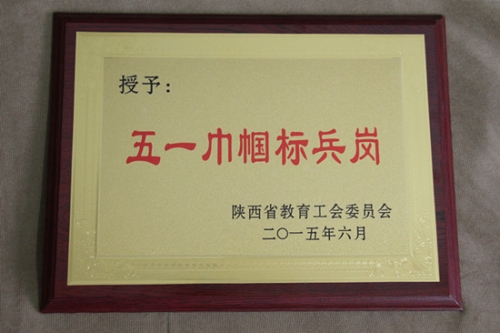 授予：
五一巾帼标兵岗
陕西省教育工会委员会
二〇一五年六月